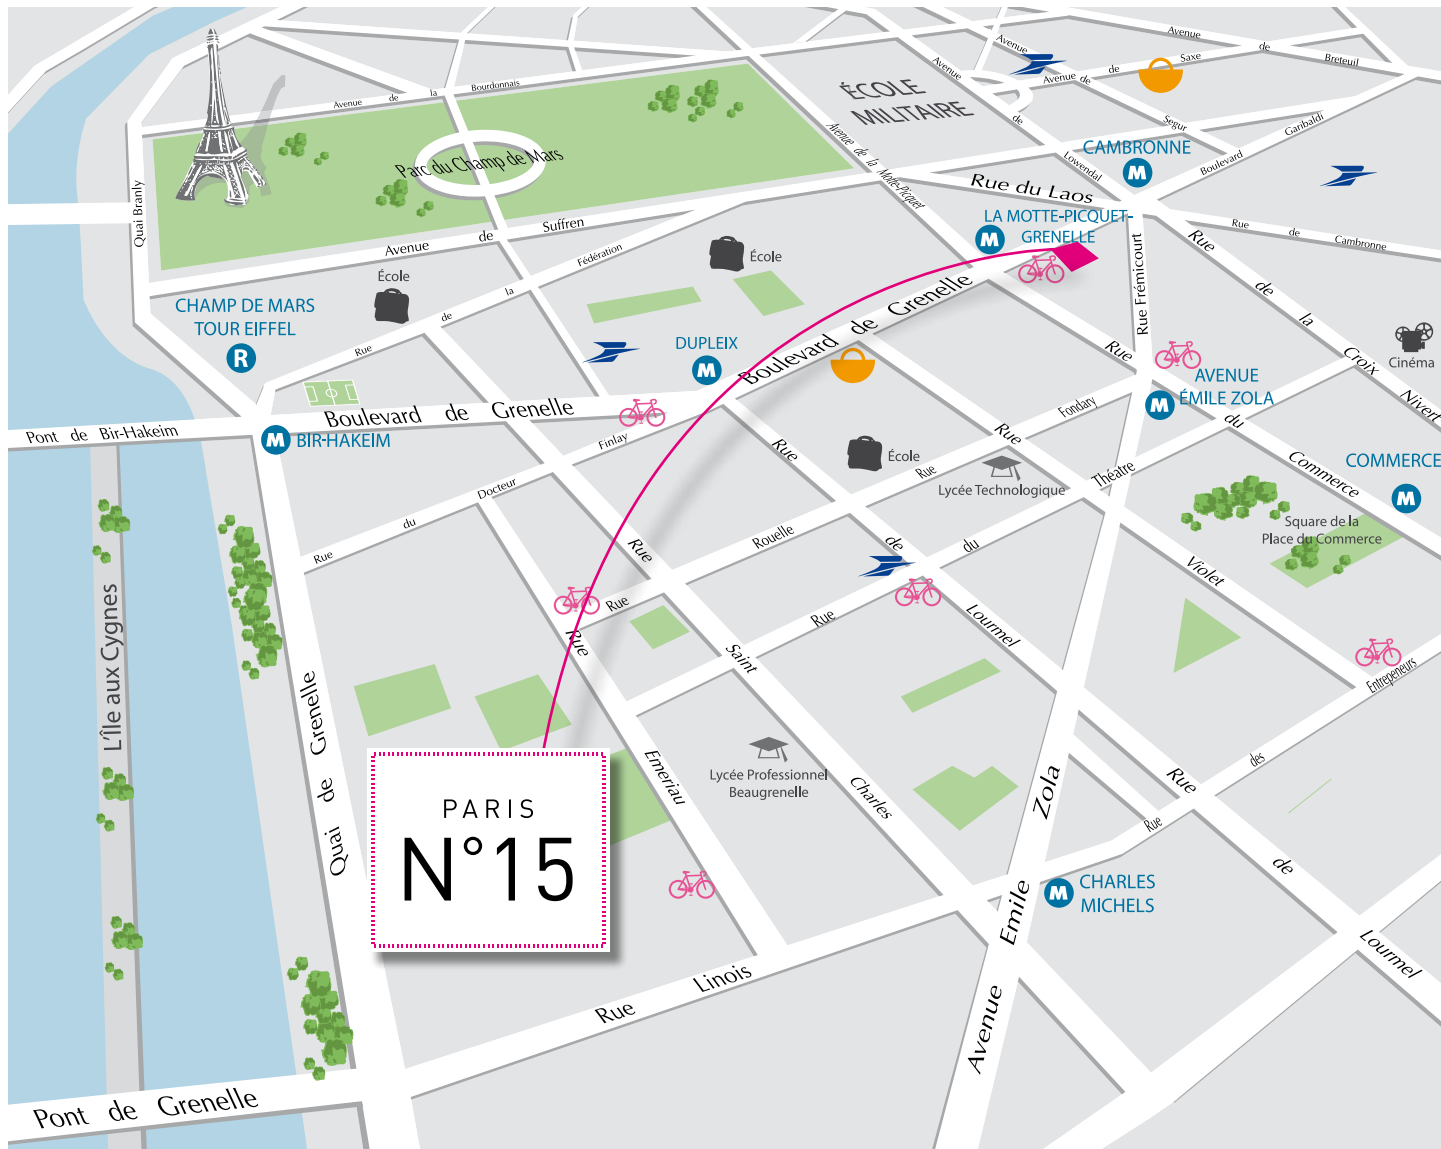 Avenue de Breteuil
Avenue de Saxe
Avenue de Segur
Avenue de Lowendal
Avenue de la Bourdonnais
ÉCOLE
MILITAIRE
Avenue de la Motte-Picquet
Parc du Champ de Mars
CAMBRONNE
M
Boulevard Garibaldi
Rue du Laos
Quai Branly
Avenue de Suffren
LA MOTTE-PICQUET-
GRENELLE
M
Rue de Cambronne
Rue de la Fédération
École
École
CHAMP DE MARS
TOUR EIFFEL
R
Rue Frémicourt
Rue de la Croix Nivert
Cinéma
DUPLEIX
M
Boulevard de Grenelle
Boulevard de Grenelle
AVENUE
ÉMILE ZOLA
M
Pont de Bir-Hakeim
M
BIR-HAKEIM
Rue du Docteur Finlay
Rue Fondary
Rue du Commerce
COMMERCE
M
École
Lycée Technologique
Rue du Théatre
Square de la
Place du Commerce
Rue Rouelle
Rue Violet
Rue de Lourmel
Rue de Lourmel
Rue Saint Charles
Rue Emeriau
L'Île aux Cygnes
Quai de Grenelle
Rue des Entrepeneurs
Lycée Professionnel
Beaugrenelle
PARIS
N°15
Avenue Emile Zola
M
CHARLES
MICHELS
Rue Linois
Pont de Grenelle